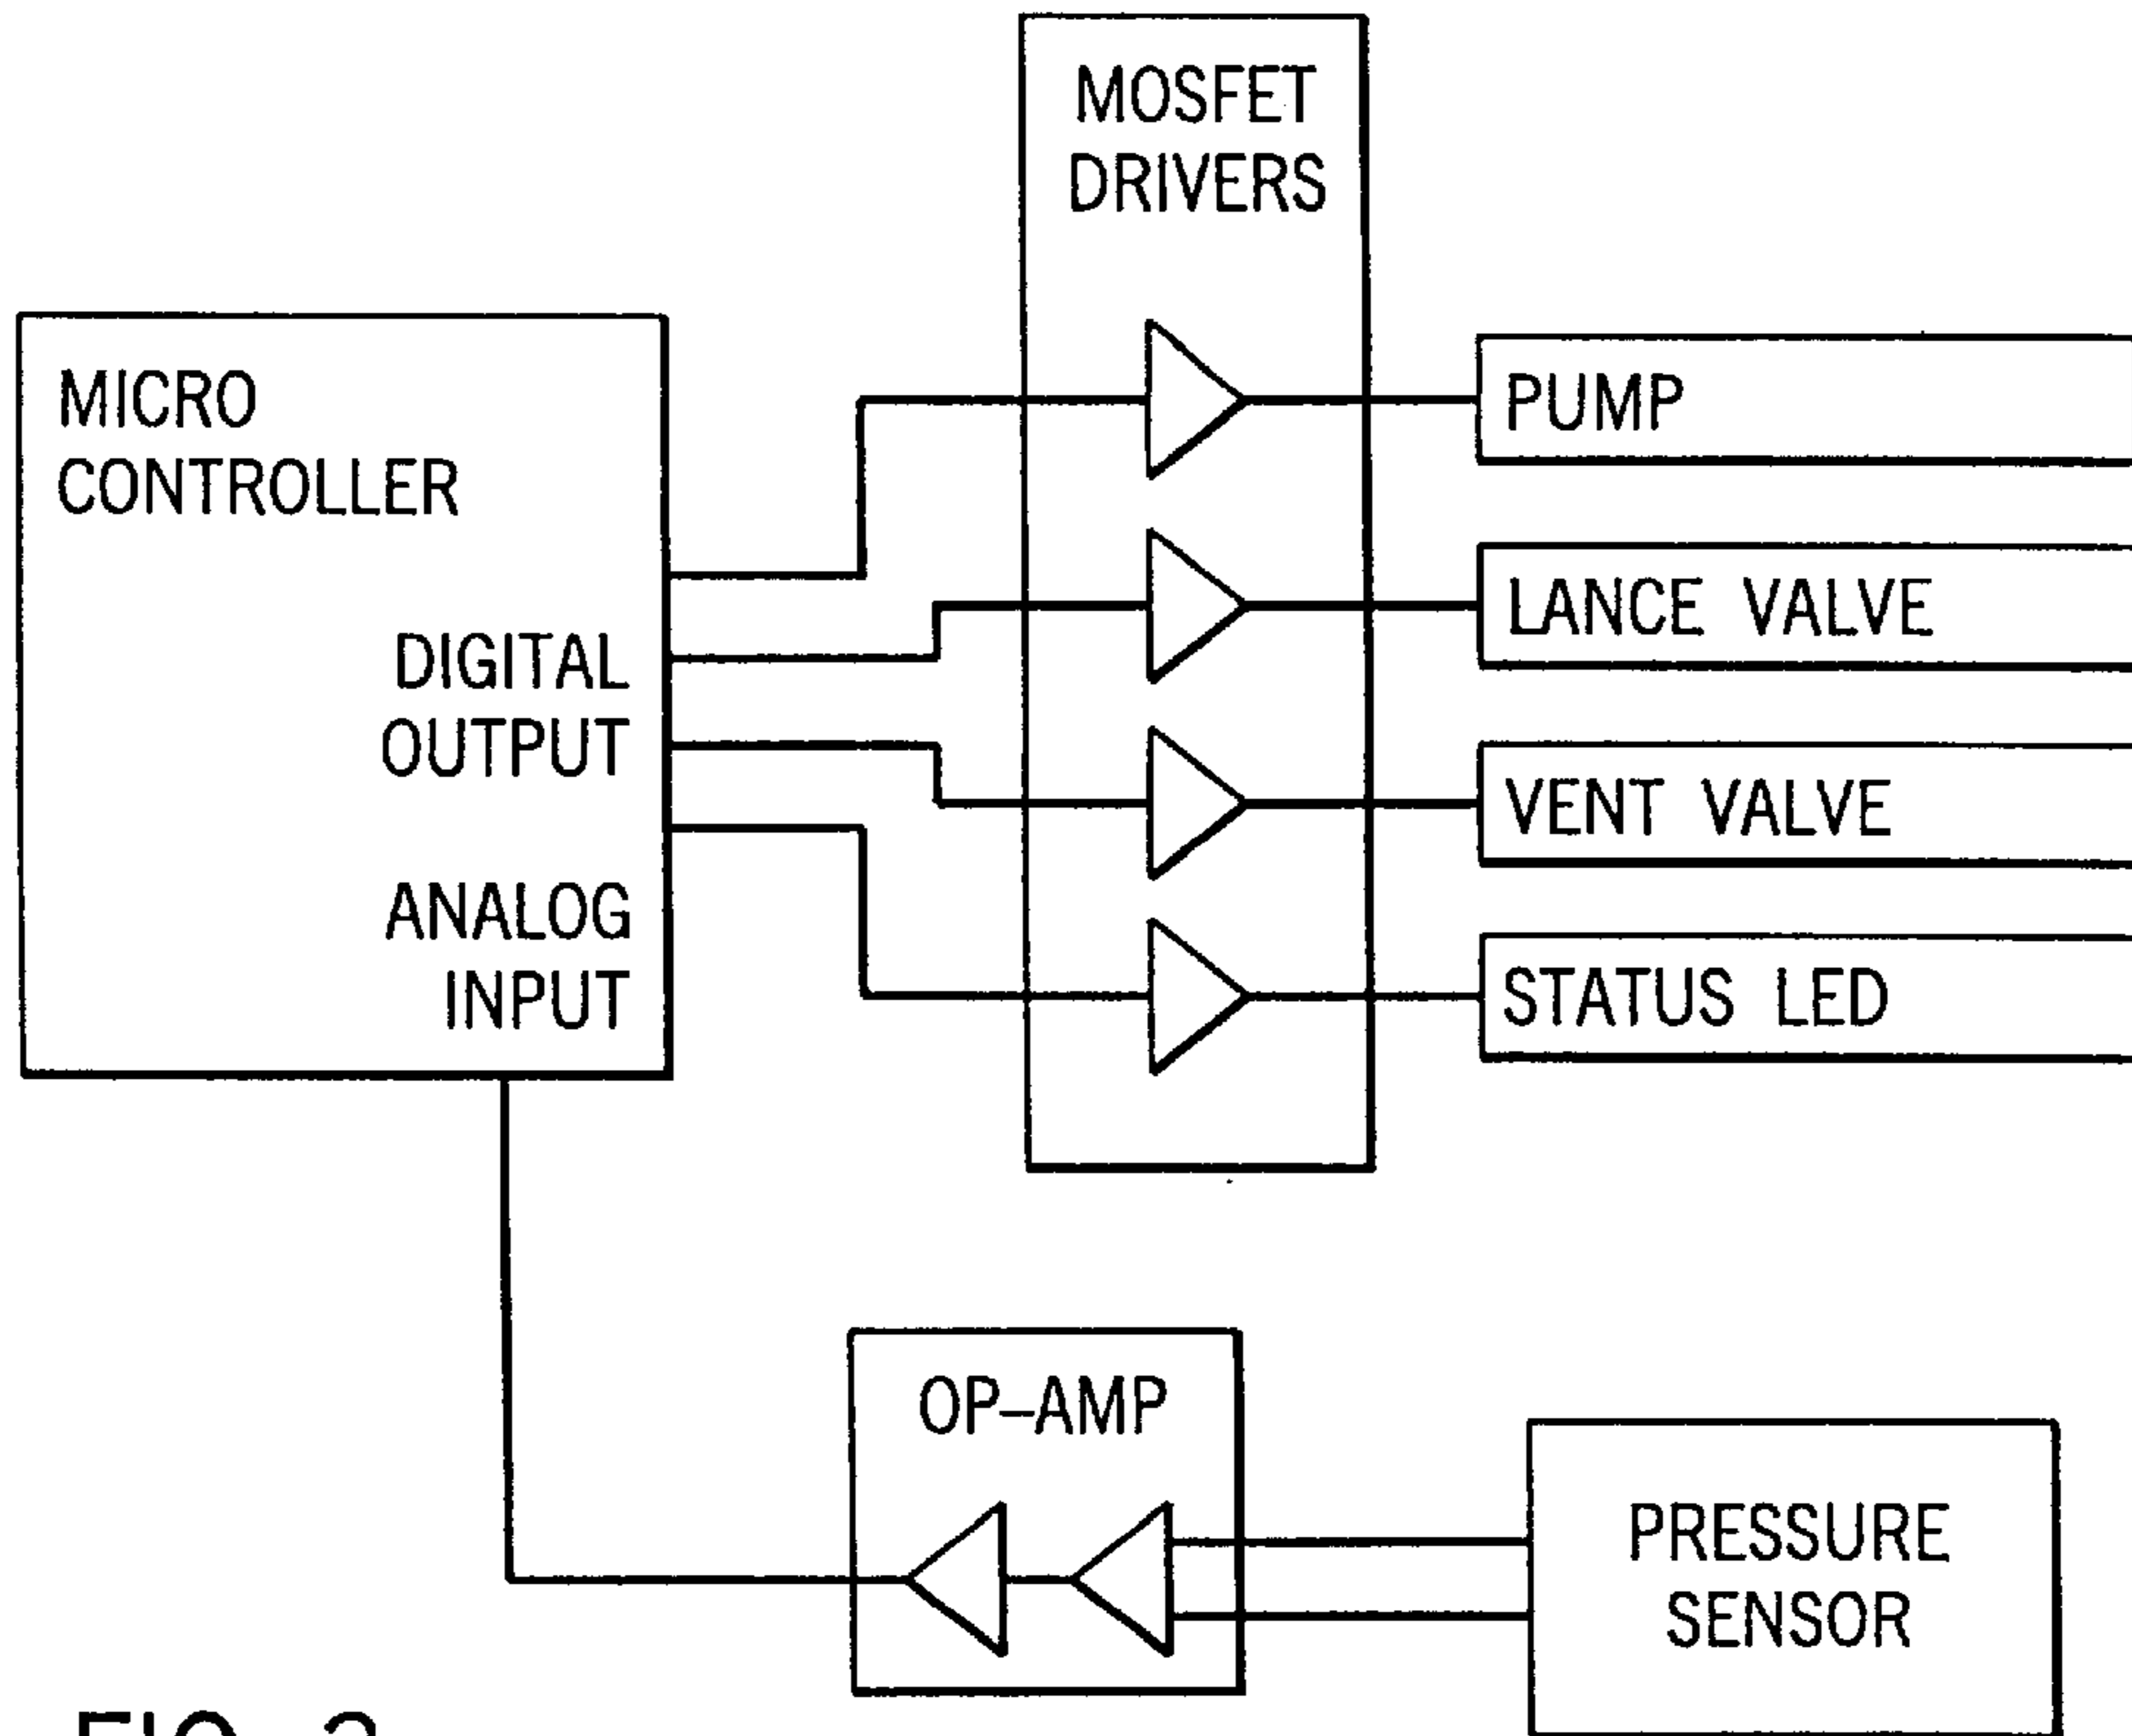 MOSFET
DRIVERS
MICRO
CONTROLLER
DIGITAL
OUTPUT
ANALOG
INPUT
PUMP
LANCE VALVE
VENT VALVE
STATUS LED
OP-AMP
PRESSURE
SENSOR